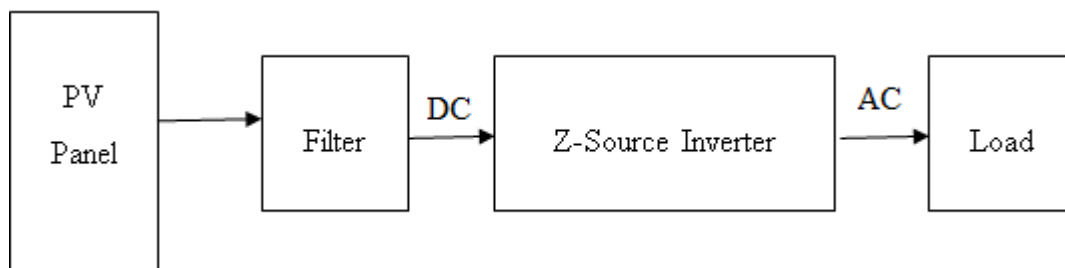 PV
Panel
Filter
DC
Z-Source Inverter
AC
Load